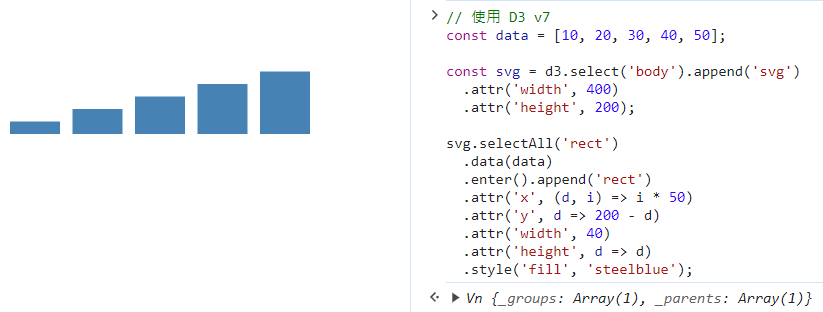 // 使用 D3 v7
const data = [10, 20, 30, 40, 50];
const svg = d3.select('body').append('svg')
.attr('width', 400)
.attr('height', 200);
svg.selectAll('rect')
.data(data)
.enter().append('rect')
.attr('x', (d, i) => i * 50)
.attr('y', d => 200 - d)
.attr('width', 40)
.attr('height', d => d)
.style('fill', 'steelblue');
Vn {_groups: Array(1), _parents: Array(1)}